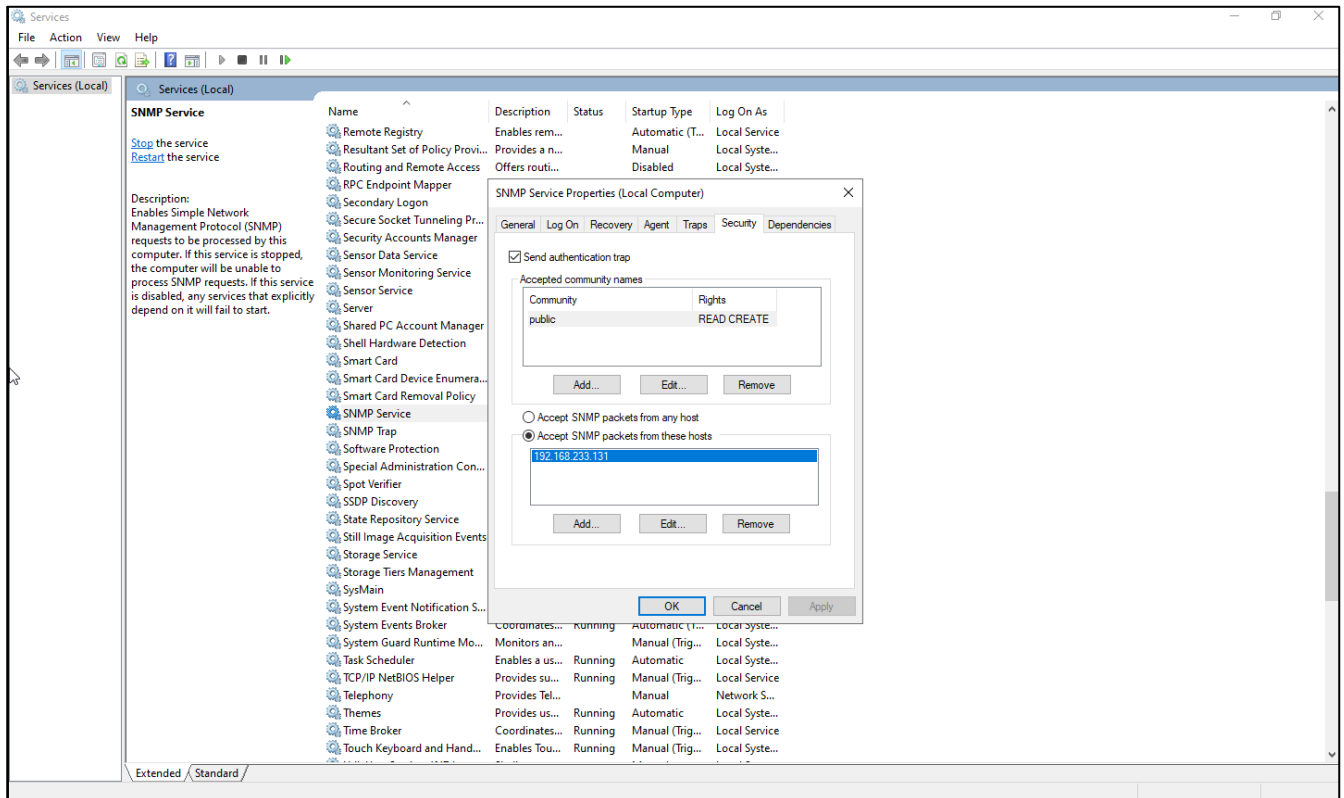 Services
File Action View Help
Services (Local)
Services (Local)
SNMP Service
Stop the service
Restart the service
Description:
Enables Simple Network
Management Protocol (SNMP)
requests to be processed by this
computer. If this service is stopped,
the computer will be unable to
process SNMP requests. If this service
is disabled, any services that explicitly
depend on it will fail to start.
Name Description Status Startup Type Log On As
Remote Registry Enables rem... Automatic (T... Local Service
Resultant Set of Policy Provi... Provides a n... Manual Local Syste...
Routing and Remote Access Offers routi... Disabled Local Syste...
RPC Endpoint Mapper
Secondary Logon
Secure Socket Tunneling Pr...
Security Accounts Manager
Sensor Data Service
Sensor Monitoring Service
Sensor Service
Server
Shared PC Account Manager
Shell Hardware Detection
Smart Card
Smart Card Device Enumera...
Smart Card Removal Policy
SNMP Service
SNMP Trap
Software Protection
Special Administration Con...
Spot Verifier
SSDP Discovery
State Repository Service
Still Image Acquisition Events
Storage Service
Storage Tiers Management
SysMain
System Event Notification S...
System Events Broker Coordinates... Running Automatic (T... Local Syste...
System Guard Runtime Mo... Monitors an... Manual (Trig... Local Syste...
Task Scheduler Enables a us... Running Automatic Local Syste...
TCP/IP NetBIOS Helper Provides su... Running Manual (Trig... Local Service
Telephony Provides Tel... Manual Network S...
Themes Provides us... Running Automatic Local Syste...
Time Broker Coordinates... Running Manual (Trig... Local Service
Touch Keyboard and Hand... Enables Tou... Running Manual (Trig... Local Syste...
SNMP Service Properties (Local Computer)
General Log On Recovery Agent Traps Security Dependencies
Send authentication trap
Accepted community names
Community Rights
public READ CREATE
Add... Edit... Remove
Accept SNMP packets from any host
Accept SNMP packets from these hosts
192.168.233.131
Add... Edit... Remove
OK Cancel Apply
Extended Standard